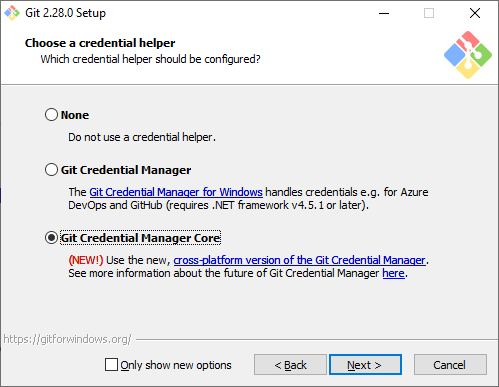 Git 2.28.0 Setup
Choose a credential helper
Which credential helper should be configured?
None
Do not use a credential helper.
Git Credential Manager
The Git Credential Manager for Windows handles credentials e.g. for Azure
DevOps and GitHub (requires .NET framework v4.5.1 or later).
Git Credential Manager Core
(NEW!) Use the new, cross-platform version of the Git Credential Manager.
See more information about the future of Git Credential Manager here.
https://gitforwindows.org/
Only show new options
< Back
Next >
Cancel